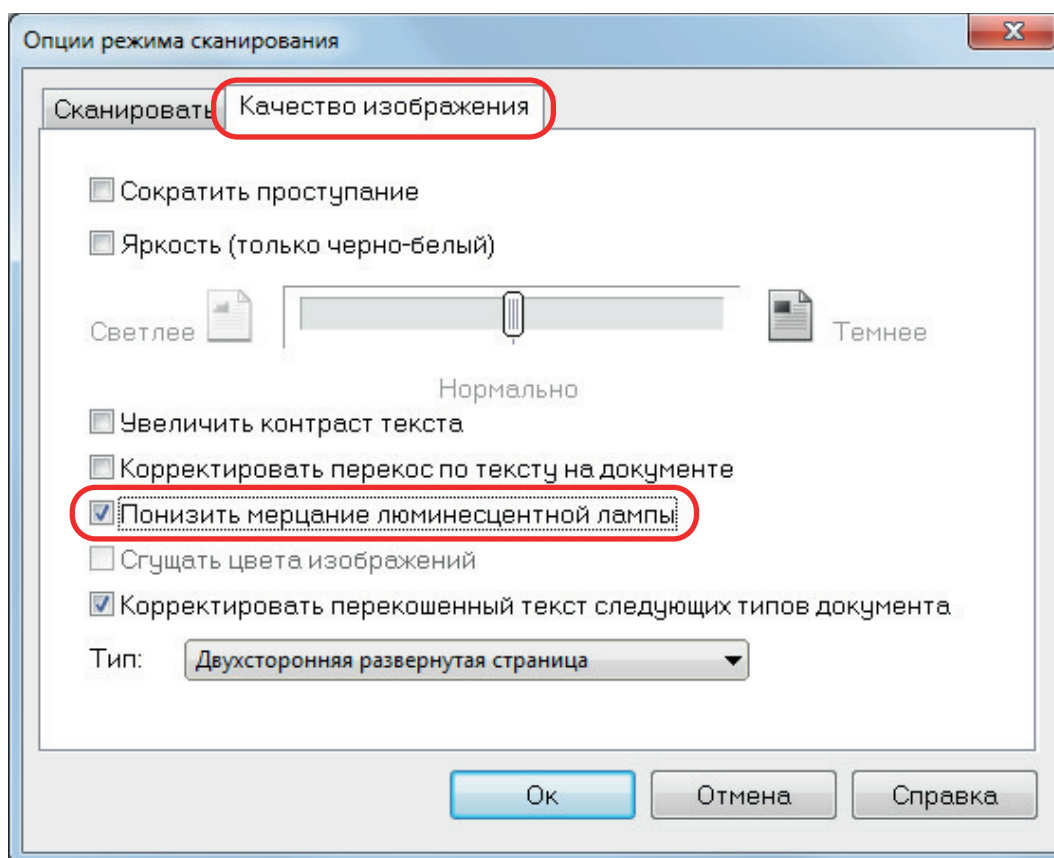 Опции режима сканирования
Сканировать Качество изображения
Сократить проступание
Яркость (только черно-белый)
Светлее Темнее
Нормально
Увеличить контраст текста
Корректировать перекос по тексту на документе
Понизить мерцание люминесцентной лампы
Сгущать цвета изображений
Корректировать перекошенный текст следующих типов документа
Тип: Двухсторонняя развернутая страница
Ок Отмена Справка